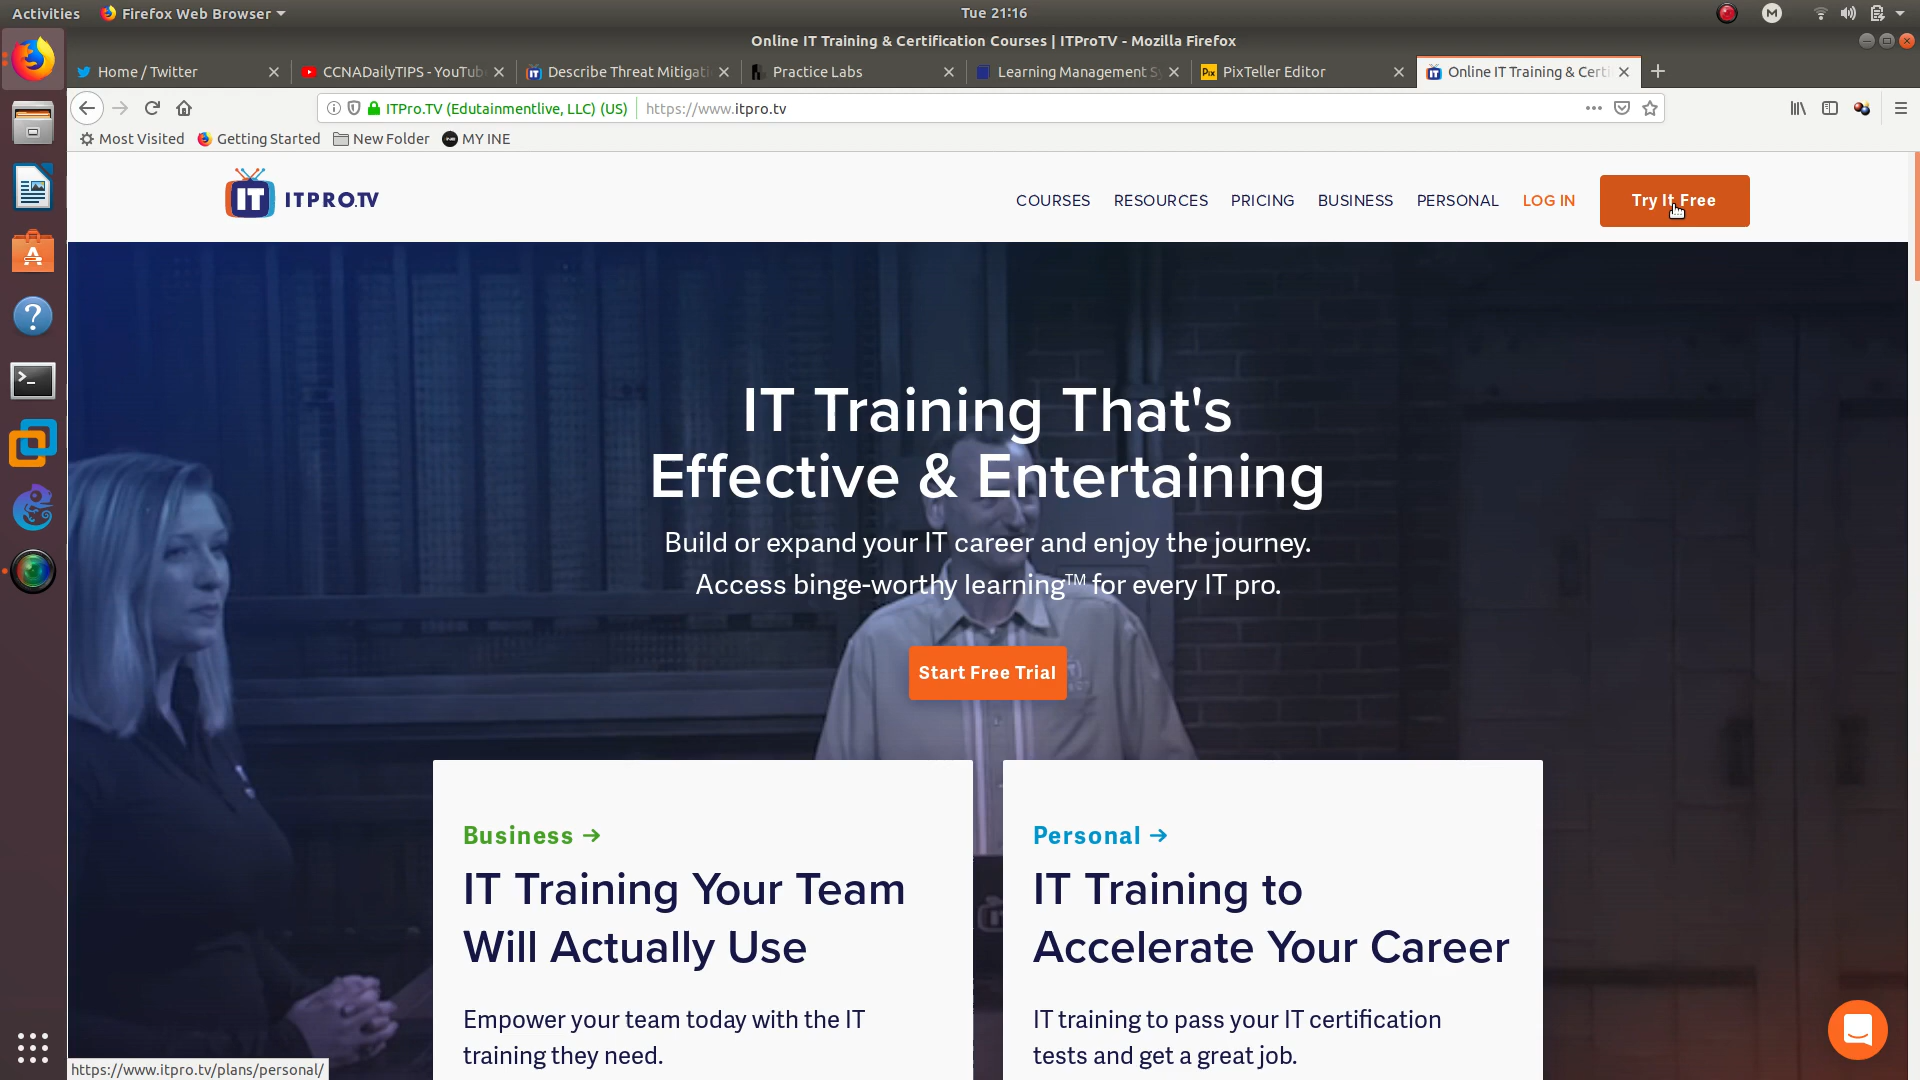 Activities Firefox Web Browser Tue 21:16
Online IT Training & Certification Courses | ITProTV - Mozilla Firefox
Home / Twitter CCNADailyTIPS - YouTub IT Describe Threat Mitigati Practice Labs Learning Management Sy Pix PixTeller Editor IT Online IT Training & Certi
ITPro.TV (Edutainmentlive, LLC) (US) https://www.itpro.tv
Most Visited Getting Started New Folder MY INE
IT ITPRO.TV COURSES RESOURCES PRICING BUSINESS PERSONAL LOG IN Try It Free
IT Training That's
Effective & Entertaining
Build or expand your IT career and enjoy the journey.
Access binge-worthy learning™ for every IT pro.
Start Free Trial
Business →
IT Training Your Team
Will Actually Use
Empower your team today with the IT
training they need.
Personal →
IT Training to
Accelerate Your Career
IT training to pass your IT certification
tests and get a great job.
https://www.itpro.tv/plans/personal/